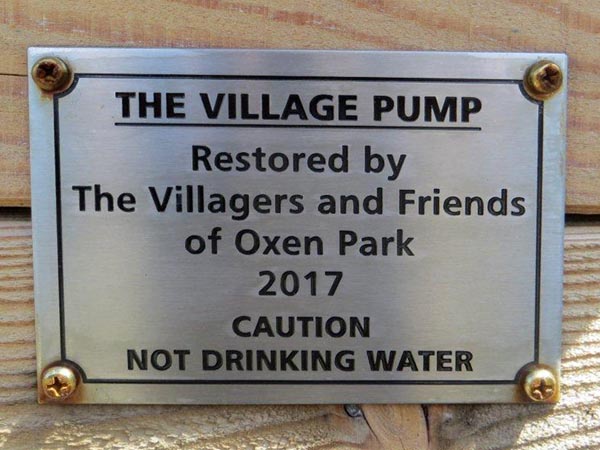 THE VILLAGE PUMP
Restored by
The Villagers and Friends
of Oxen Park
2017
CAUTION
NOT DRINKING WATER